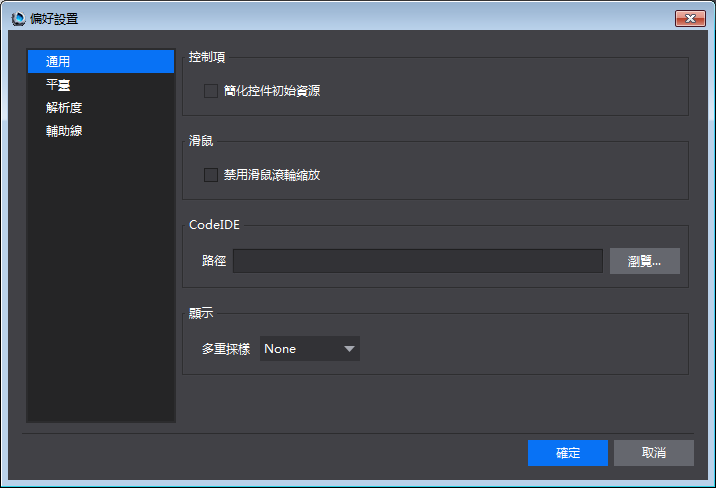 偏好設置
通用
平臺
解析度
輔助線
控制項
簡化控件初始資源
滑鼠
禁用滑鼠滾輪縮放
CodeIDE
路徑
瀏覽...
顯示
多重採樣 None
確定 取消